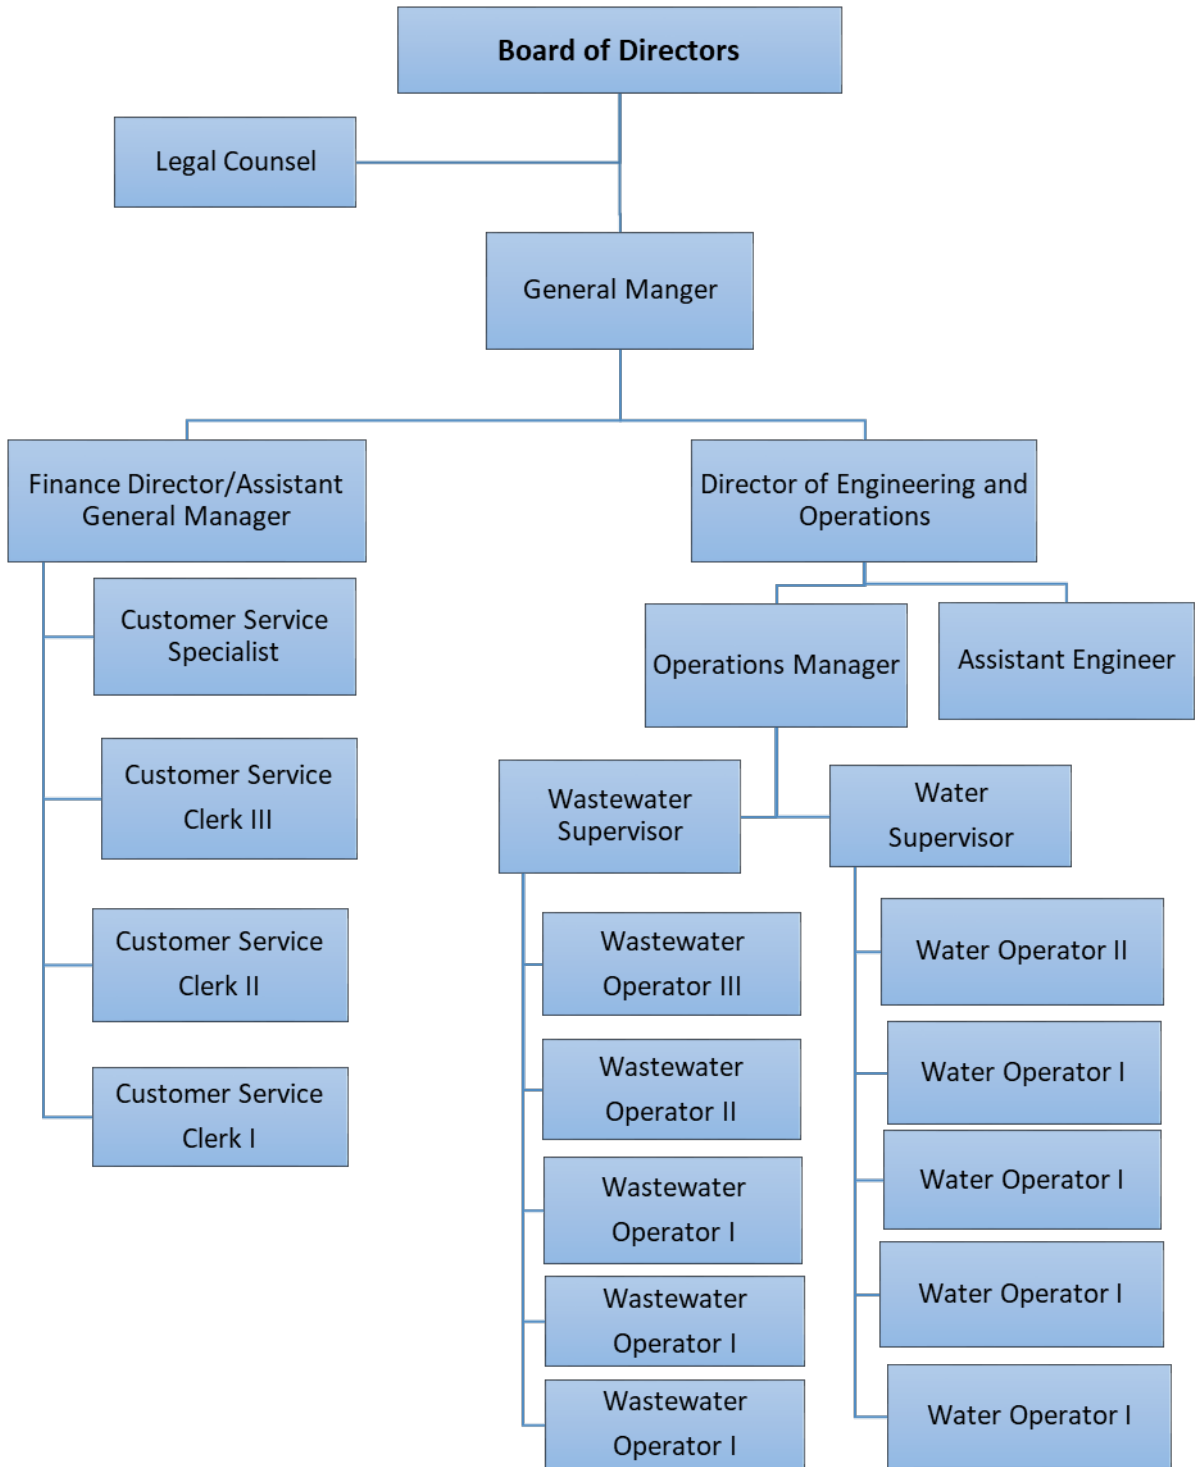 Board of Directors
Legal Counsel
General Manger
Finance Director/Assistant
General Manager
Director of Engineering and
Operations
Customer Service
Specialist
Operations Manager
Assistant Engineer
Customer Service
Clerk III
Wastewater
Supervisor
Water
Supervisor
Customer Service
Clerk II
Customer Service
Clerk I
Wastewater
Operator III
Wastewater
Operator II
Wastewater
Operator I
Wastewater
Operator I
Wastewater
Operator I
Water Operator II
Water Operator I
Water Operator I
Water Operator I
Water Operator I